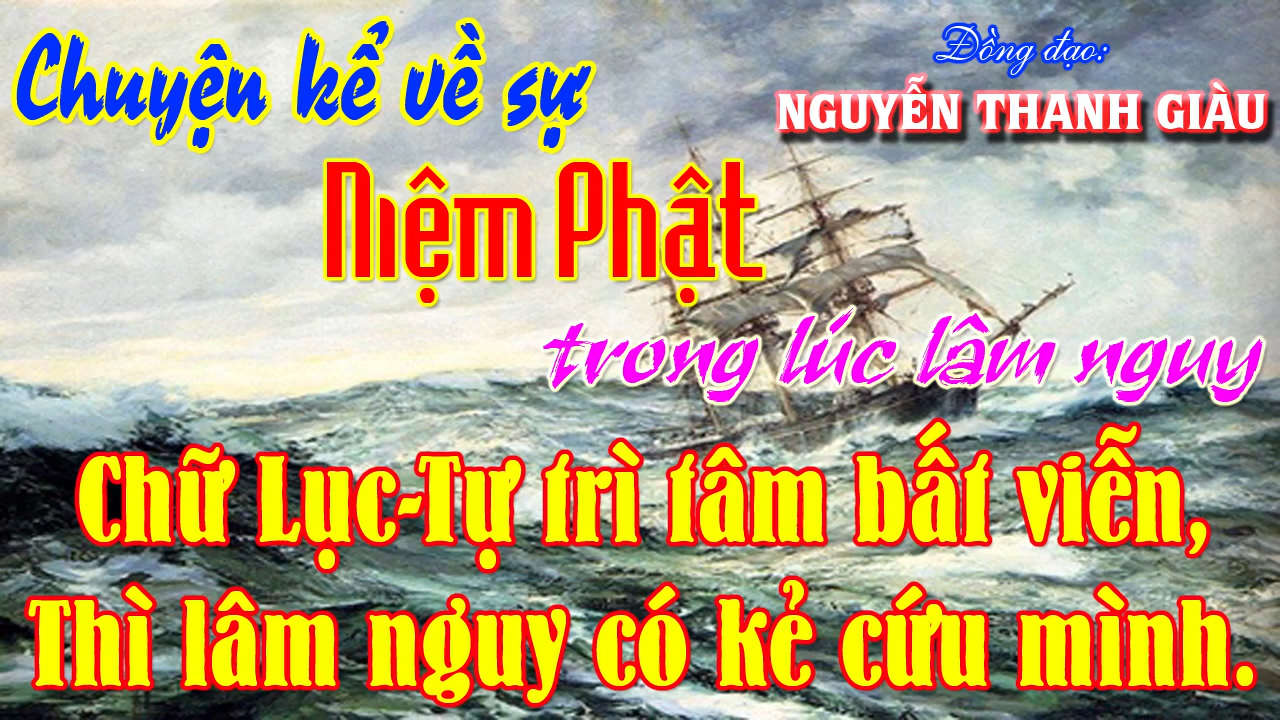 Chuyện kể về sự
Đồng đạo:
NGUYỄN THANH GIÀU
Niệm Phật
trong lúc lâm nguy
Chữ Lục-Tự trì tâm bất viễn,
Thì lâm nguy có kẻ cứu mình.